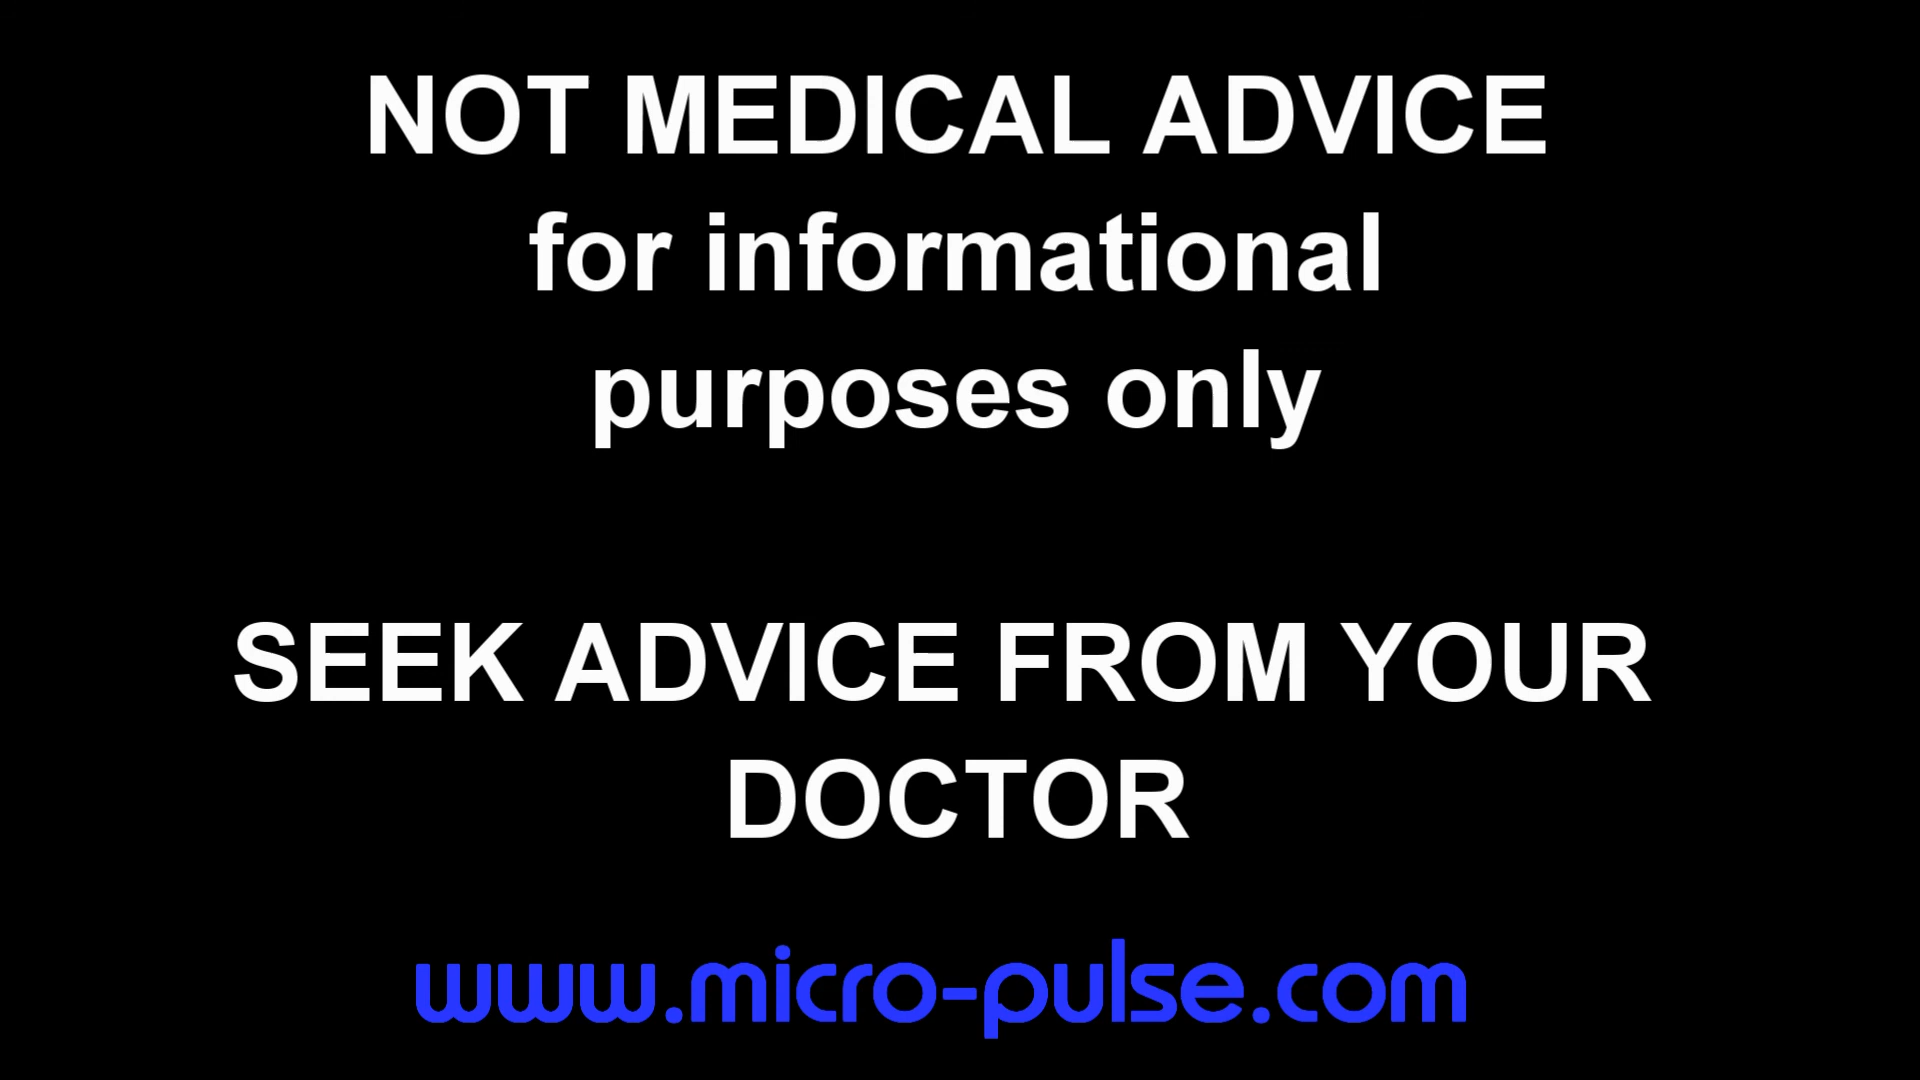 NOT MEDICAL ADVICE
for informational
purposes only
SEEK ADVICE FROM YOUR
DOCTOR
www.micro-pulse.com